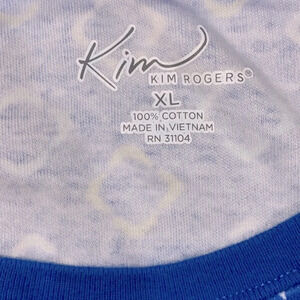 Kim
KIM ROGERS®
XL
100% COTTON
MADE IN VIETNAM
RN 31104